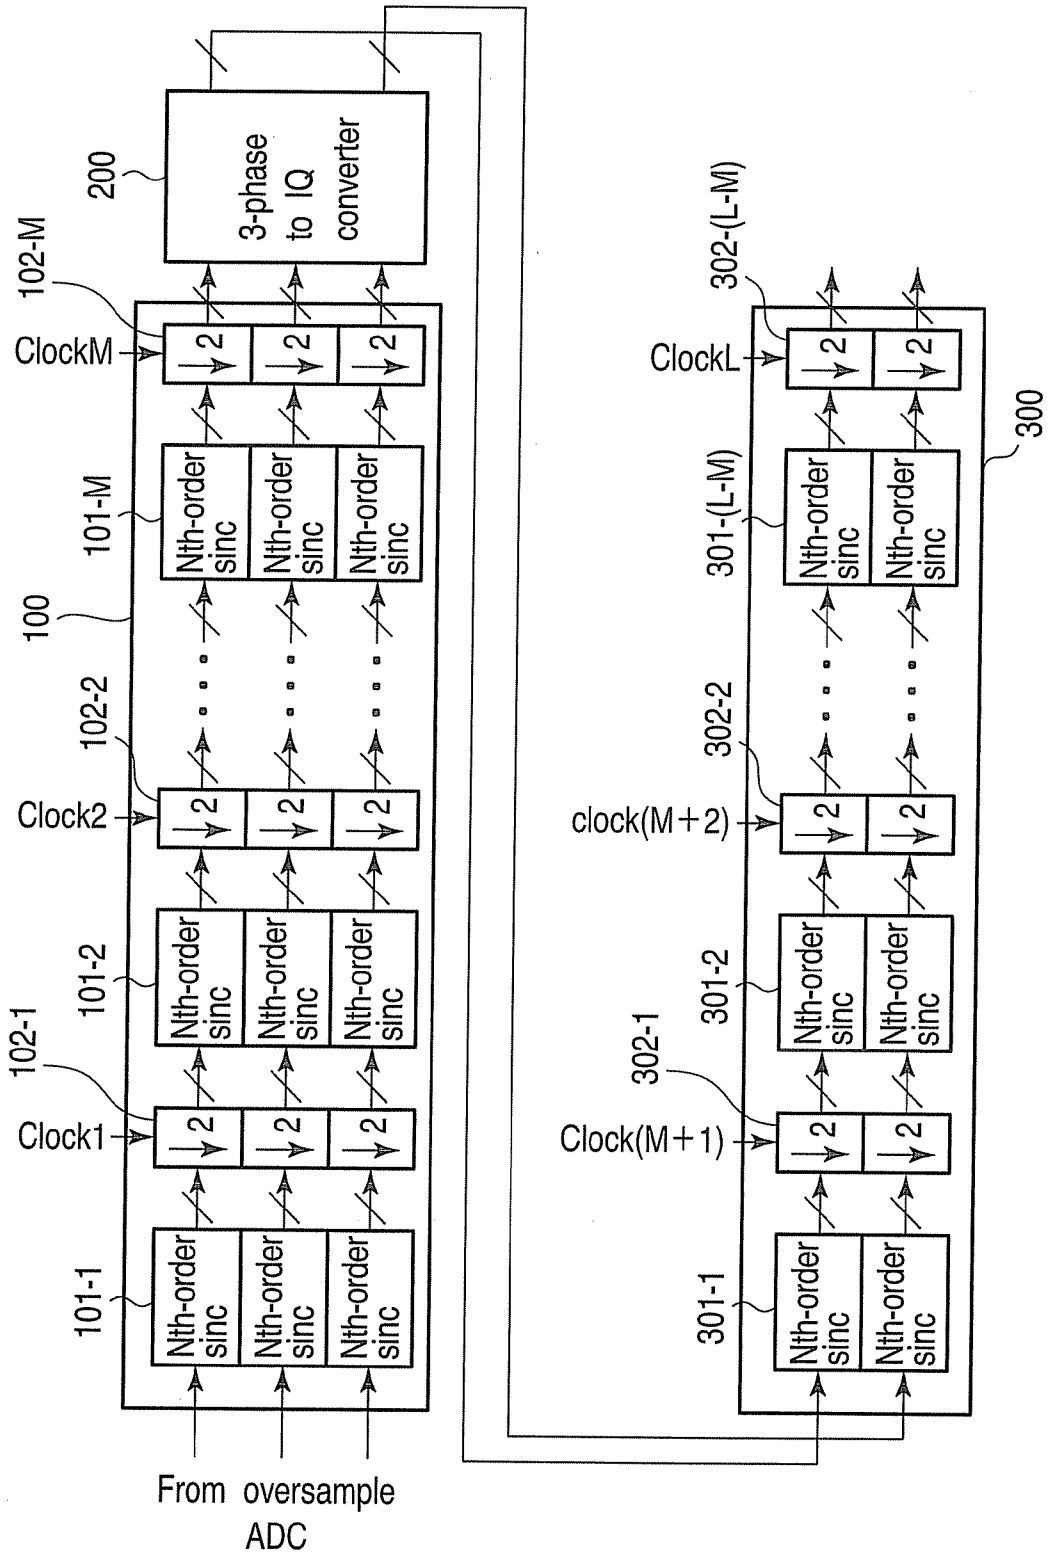 From oversample
ADC
100
101-1
Nth-order
sinc
Nth-order
sinc
Nth-order
sinc
Clock1
102-1
2
2
2
101-2
Nth-order
sinc
Nth-order
sinc
Nth-order
sinc
Clock2
102-2
2
2
2
101-M
Nth-order
sinc
Nth-order
sinc
Nth-order
sinc
ClockM
102-M
2
2
2
200
3-phase
to IQ
converter
300
301-1
Nth-order
sinc
Nth-order
sinc
Clock(M+1)
302-1
2
2
301-2
Nth-order
sinc
Nth-order
sinc
clock(M+2)
302-2
2
2
301-(L-M)
Nth-order
sinc
Nth-order
sinc
ClockL
302-(L-M)
2
2